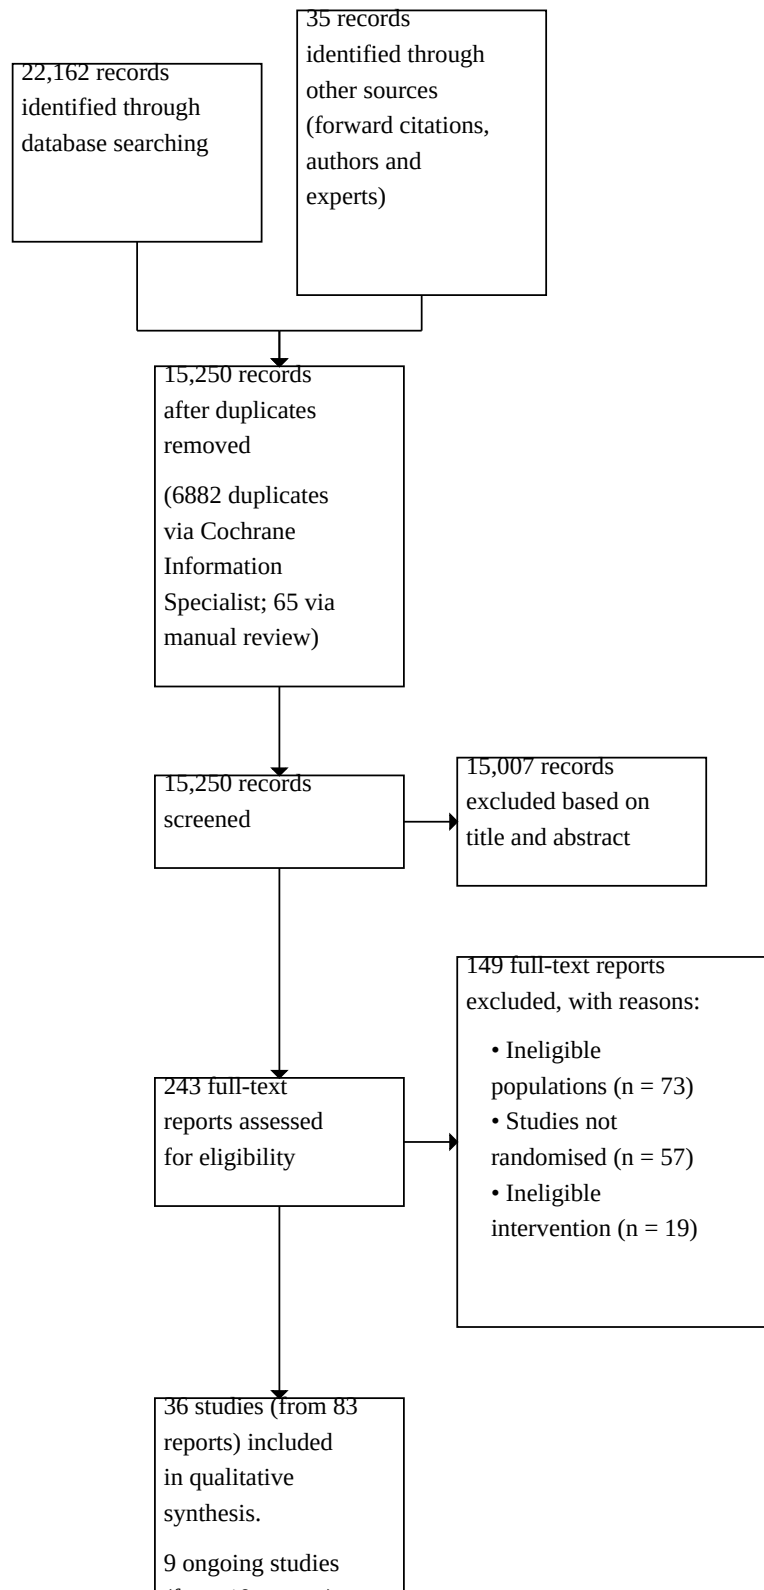 35 records
identified through
other sources
(forward citations,
authors and
experts)
22,162 records
identified through
database searching
15,250 records
after duplicates
removed
(6882 duplicates
via Cochrane
Information
Specialist; 65 via
manual review)
15,250 records
screened
15,007 records
excluded based on
title and abstract
149 full-text reports
excluded, with reasons:
• Ineligible
populations (n = 73)
• Studies not
randomised (n = 57)
• Ineligible
intervention (n = 19)
243 full-text
reports assessed
for eligibility
36 studies (from 83
reports) included
in qualitative
synthesis.
9 ongoing studies